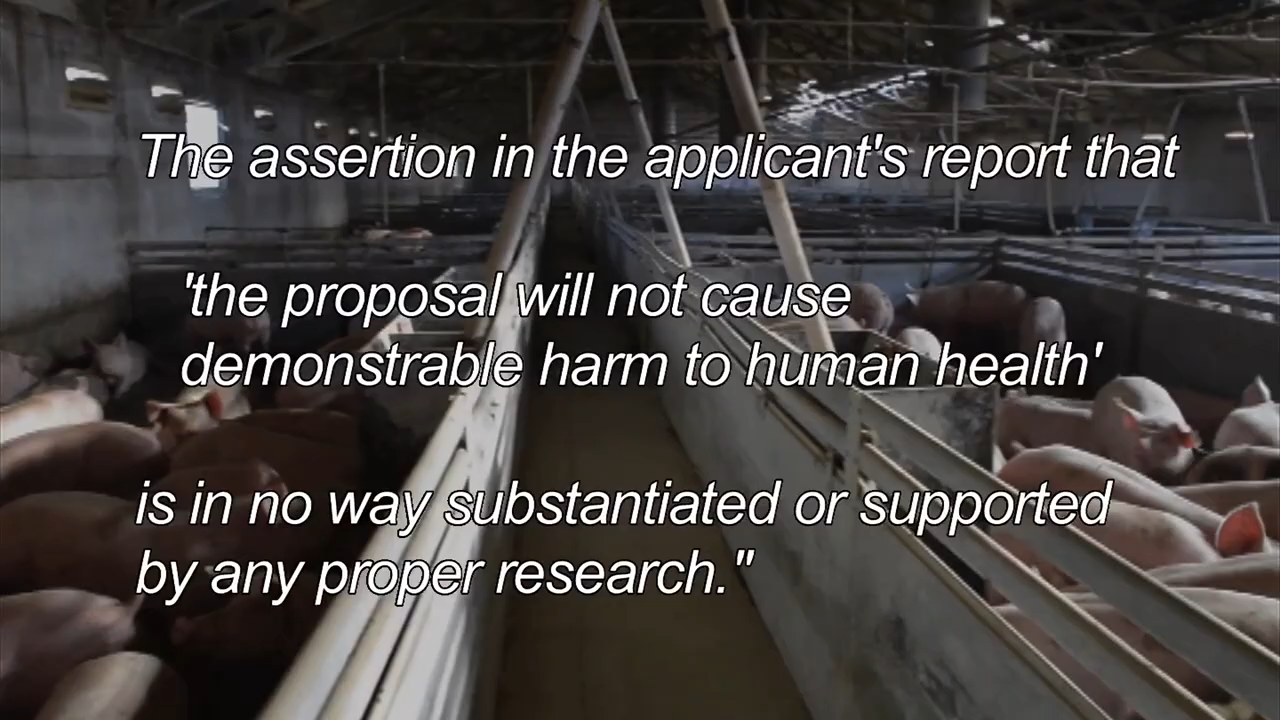 The assertion in the applicant's report that
'the proposal will not cause
demonstrable harm to human health'
is in no way substantiated or supported
by any proper research."